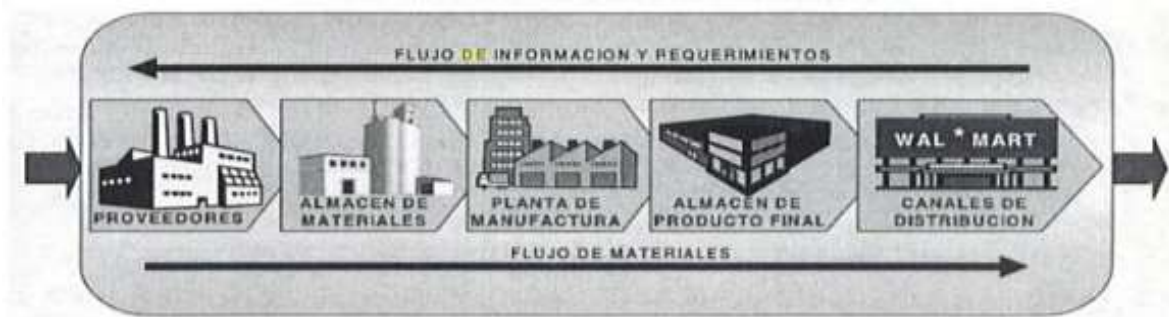 FLUJO DE INFORMACION Y REQUERIMIENTOS
PROVEEDORES
ALMACEN DE
MATERIALES
PLANTA DE
MANUFACTURA
ALMACEN DE
PRODUCTO FINAL
WAL * MART
CANALES DE
DISTRIBUCION
FLUJO DE MATERIALES